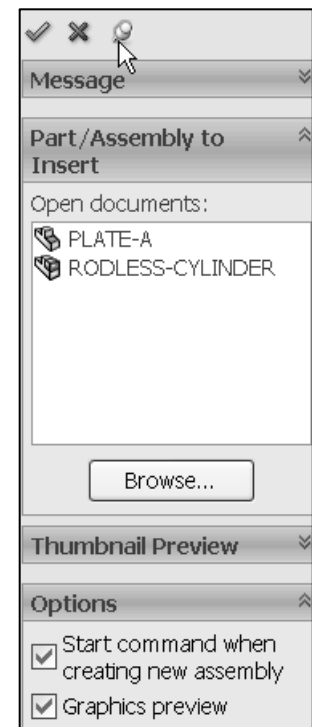 Message
Part/Assembly to
Insert
Open documents:
PLATE-A
RODLESS-CYLINDER
Browse...
Thumbnail Preview
Options
Start command when
creating new assembly
Graphics preview